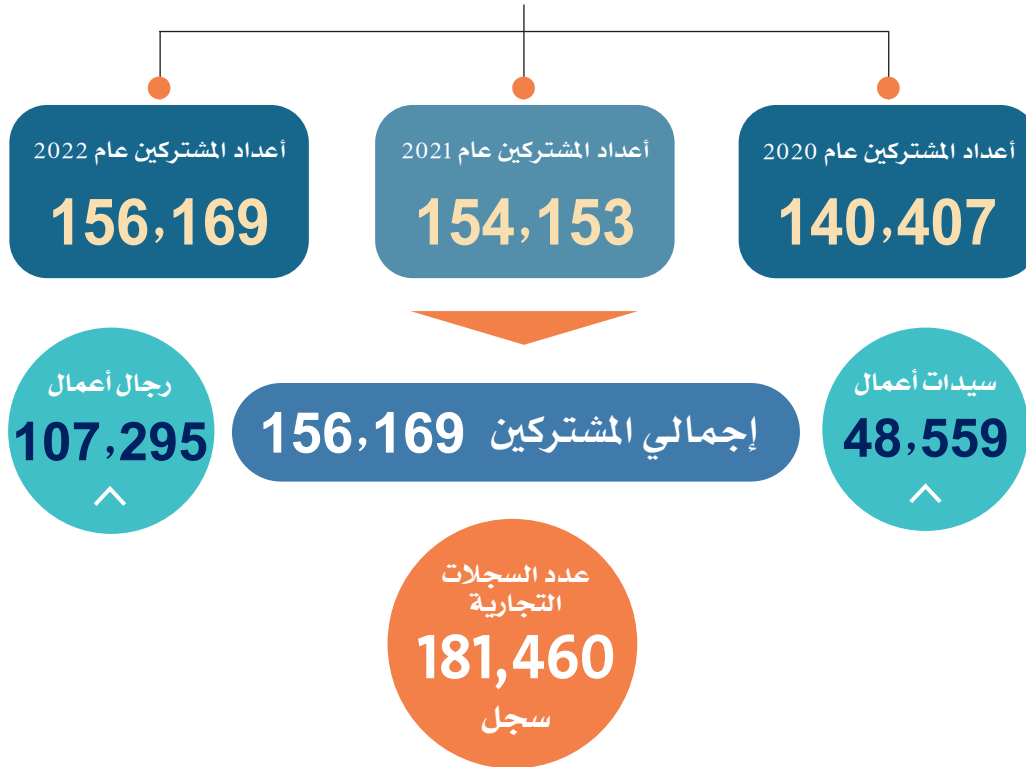 أعداد المشتركين عام 2020
140,407
أعداد المشتركين عام 2021
154,153
أعداد المشتركين عام 2022
156,169
سيدات أعمال
48,559
إجمالي المشتركين 156,169
رجال أعمال
107,295
عدد السجلات
التجارية
181,460
سجل